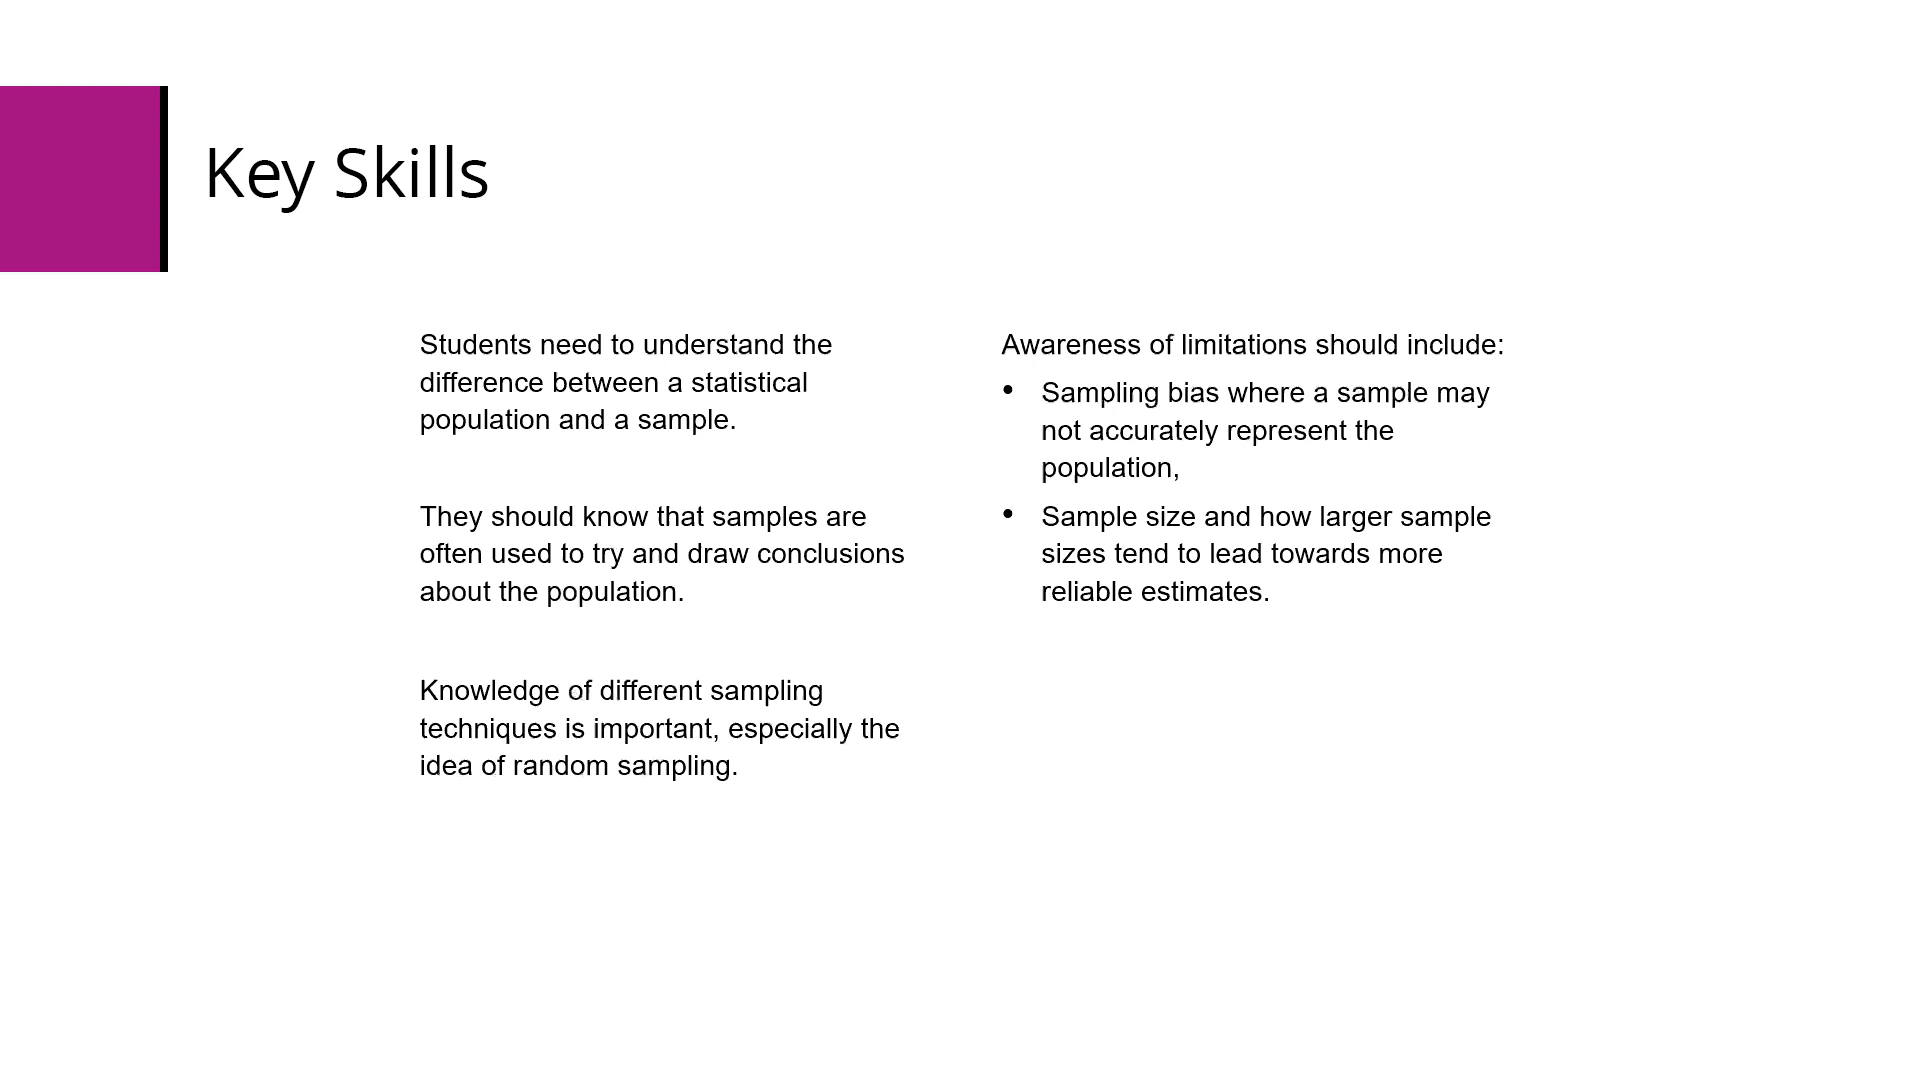 Key Skills
Students need to understand the
difference between a statistical
population and a sample.
They should know that samples are
often used to try and draw conclusions
about the population.
Knowledge of different sampling
techniques is important, especially the
idea of random sampling.
Awareness of limitations should include:
• Sampling bias where a sample may
not accurately represent the
population,
• Sample size and how larger sample
sizes tend to lead towards more
reliable estimates.